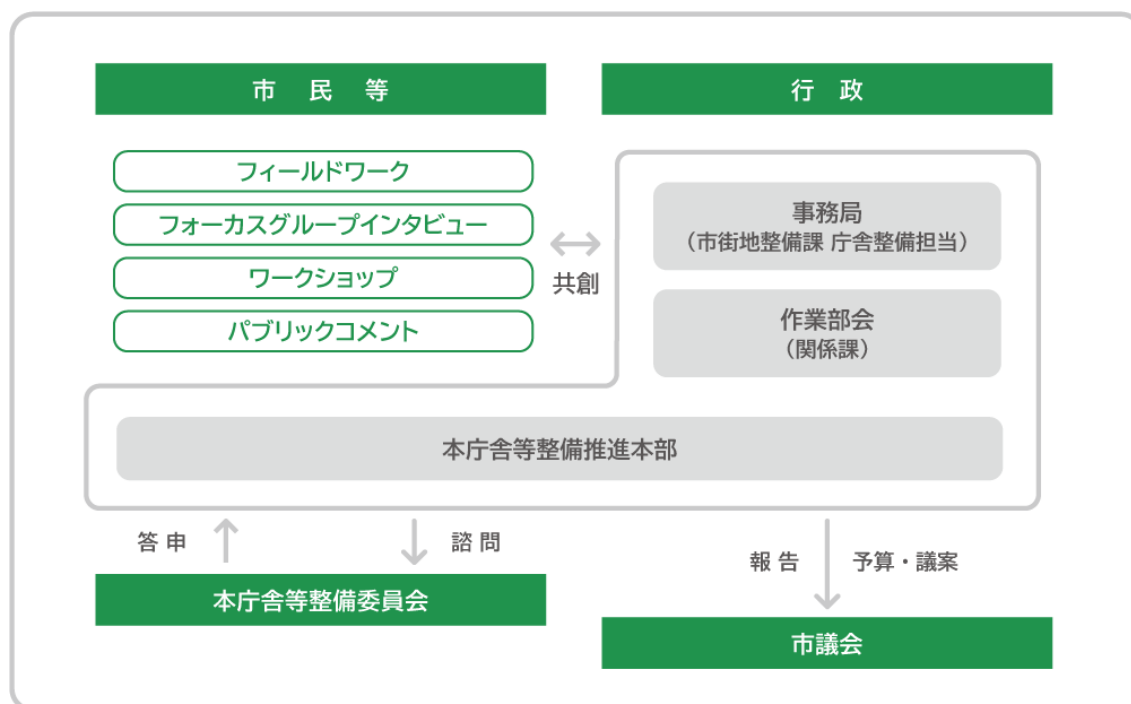 市民等
行政
フィールドワーク
フォーカスグループインタビュー
ワークショップ
パブリックコメント
共創
事務局
（市街地整備課 庁舎整備担当）
作業部会
（関係課）
本庁舎等整備推進本部
答申
諮問
報告
予算・議案
本庁舎等整備委員会
市議会